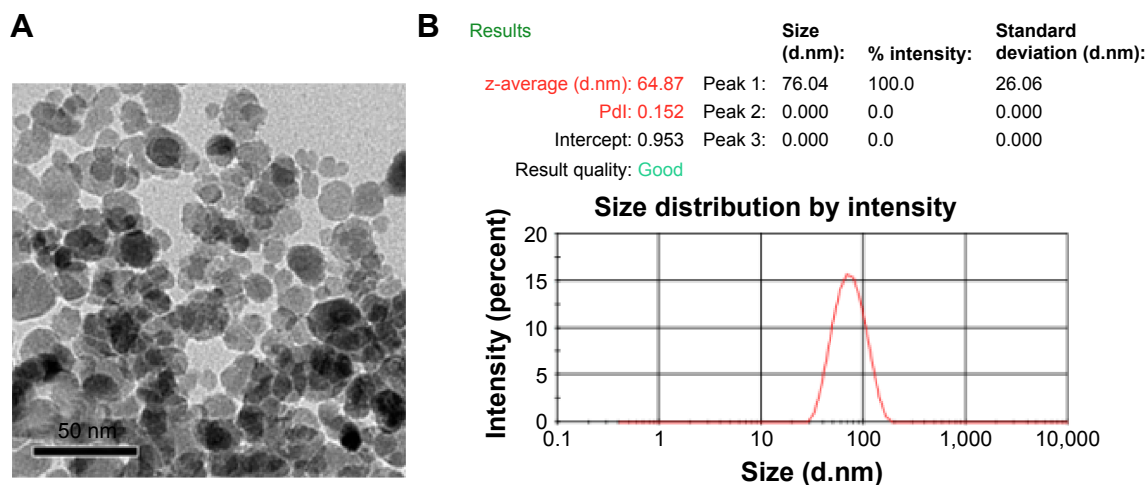 A
50 nm
B
Results
Size (d.nm): % intensity: Standard deviation (d.nm):
z-average (d.nm): 64.87 Peak 1: 76.04 100.0 26.06
PdI: 0.152 Peak 2: 0.000 0.0 0.000
Intercept: 0.953 Peak 3: 0.000 0.0 0.000
Result quality: Good
Size distribution by intensity
Intensity (percent)
20
15
10
5
0
0.1 1 10 100 1,000 10,000
Size (d.nm)